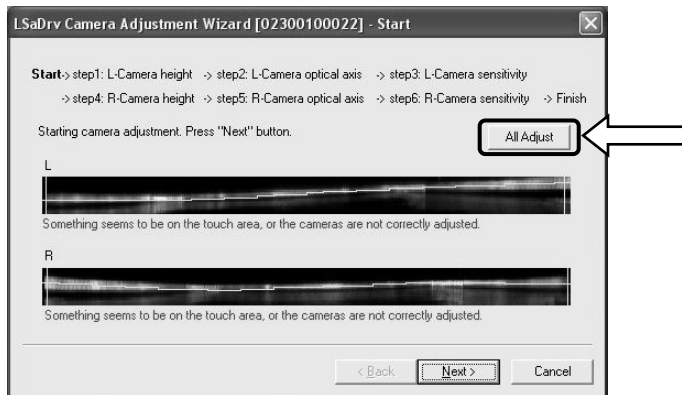 LSaDrv Camera Adjustment Wizard [02300100022] - Start
Start-> step1: L-Camera height -> step2: L-Camera optical axis -> step3: L-Camera sensitivity
-> step4: R-Camera height -> step5: R-Camera optical axis -> step6: R-Camera sensitivity -> Finish
Starting camera adjustment. Press "Next" button.
All Adjust
L
Something seems to be on the touch area, or the cameras are not correctly adjusted.
R
Something seems to be on the touch area, or the cameras are not correctly adjusted.
< Back
Next >
Cancel